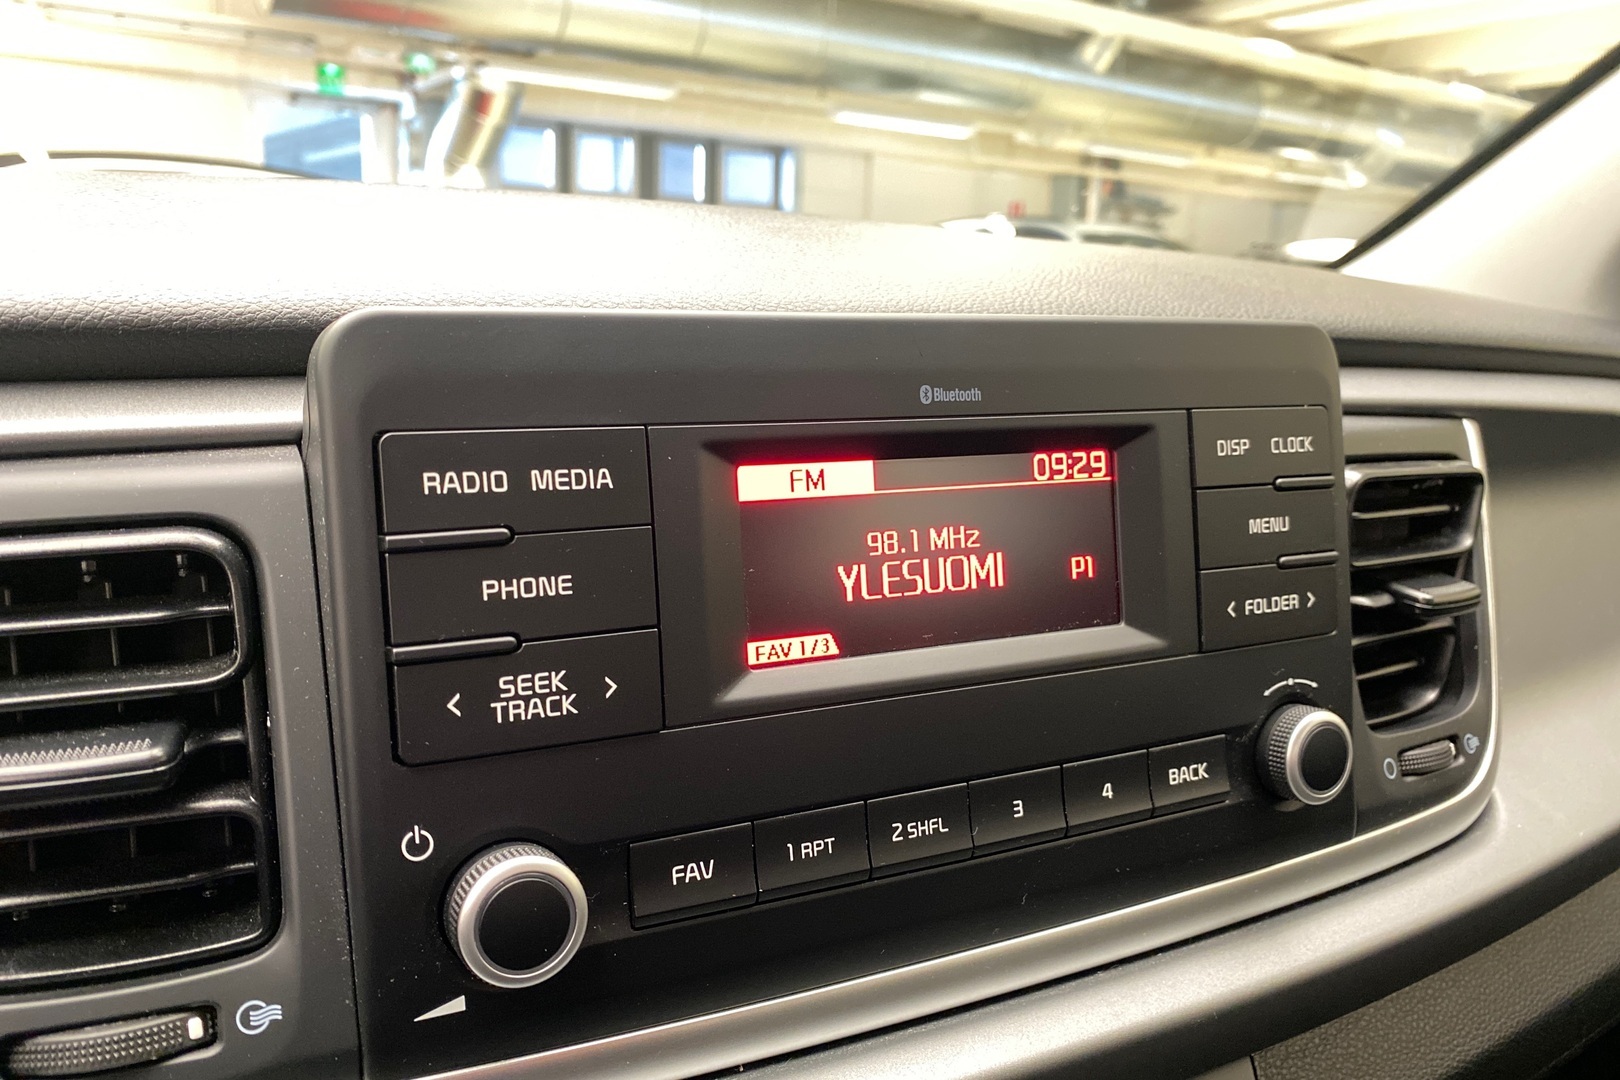 Bluetooth
RADIO MEDIA
PHONE
< SEEK TRACK >
FM 09:29
98.1 MHz
YLESUOMI P1
FAV 1/3
DISP CLOCK
MENU
< FOLDER >
FAV 1 RPT 2 SHFL 3 4 BACK